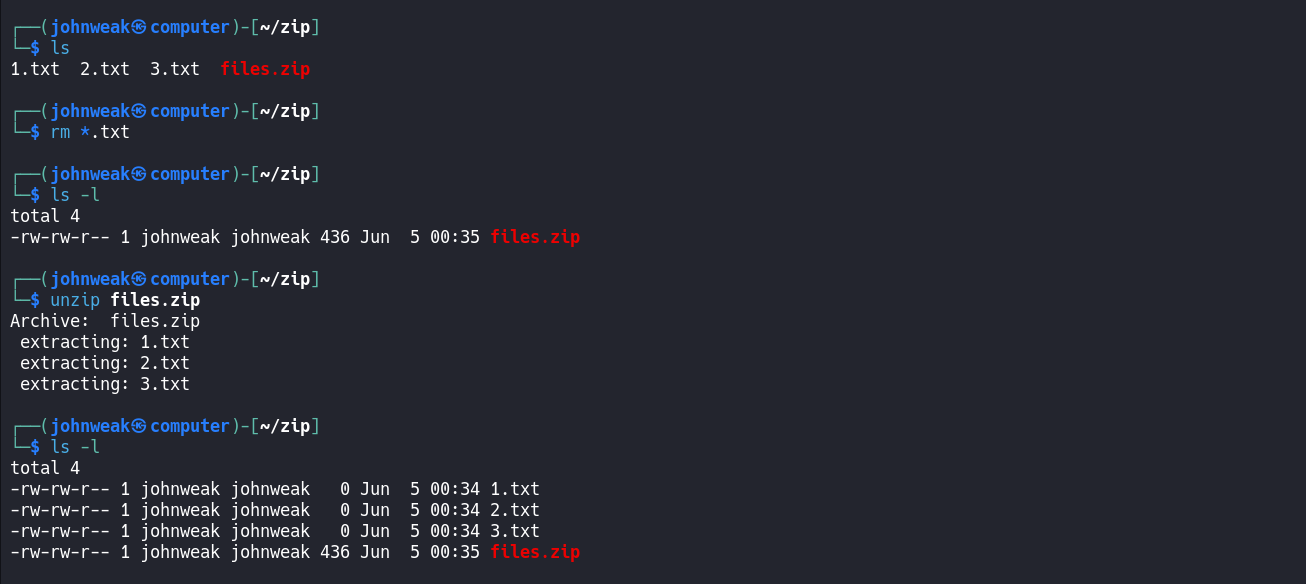 ┌──(johnweak㉿computer)-[~/zip]
└─$ ls
1.txt  2.txt  3.txt  files.zip

┌──(johnweak㉿computer)-[~/zip]
└─$ rm *.txt

┌──(johnweak㉿computer)-[~/zip]
└─$ ls -l
total 4
-rw-rw-r-- 1 johnweak johnweak 436 Jun  5 00:35 files.zip

┌──(johnweak㉿computer)-[~/zip]
└─$ unzip files.zip
Archive:  files.zip
 extracting: 1.txt
 extracting: 2.txt
 extracting: 3.txt

┌──(johnweak㉿computer)-[~/zip]
└─$ ls -l
total 4
-rw-rw-r-- 1 johnweak johnweak   0 Jun  5 00:34 1.txt
-rw-rw-r-- 1 johnweak johnweak   0 Jun  5 00:34 2.txt
-rw-rw-r-- 1 johnweak johnweak   0 Jun  5 00:34 3.txt
-rw-rw-r-- 1 johnweak johnweak 436 Jun  5 00:35 files.zip